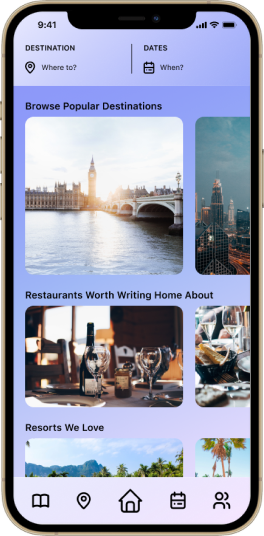 9:41
DESTINATION
DATES
Where to?
When?
Browse Popular Destinations
Restaurants Worth Writing Home About
Resorts We Love